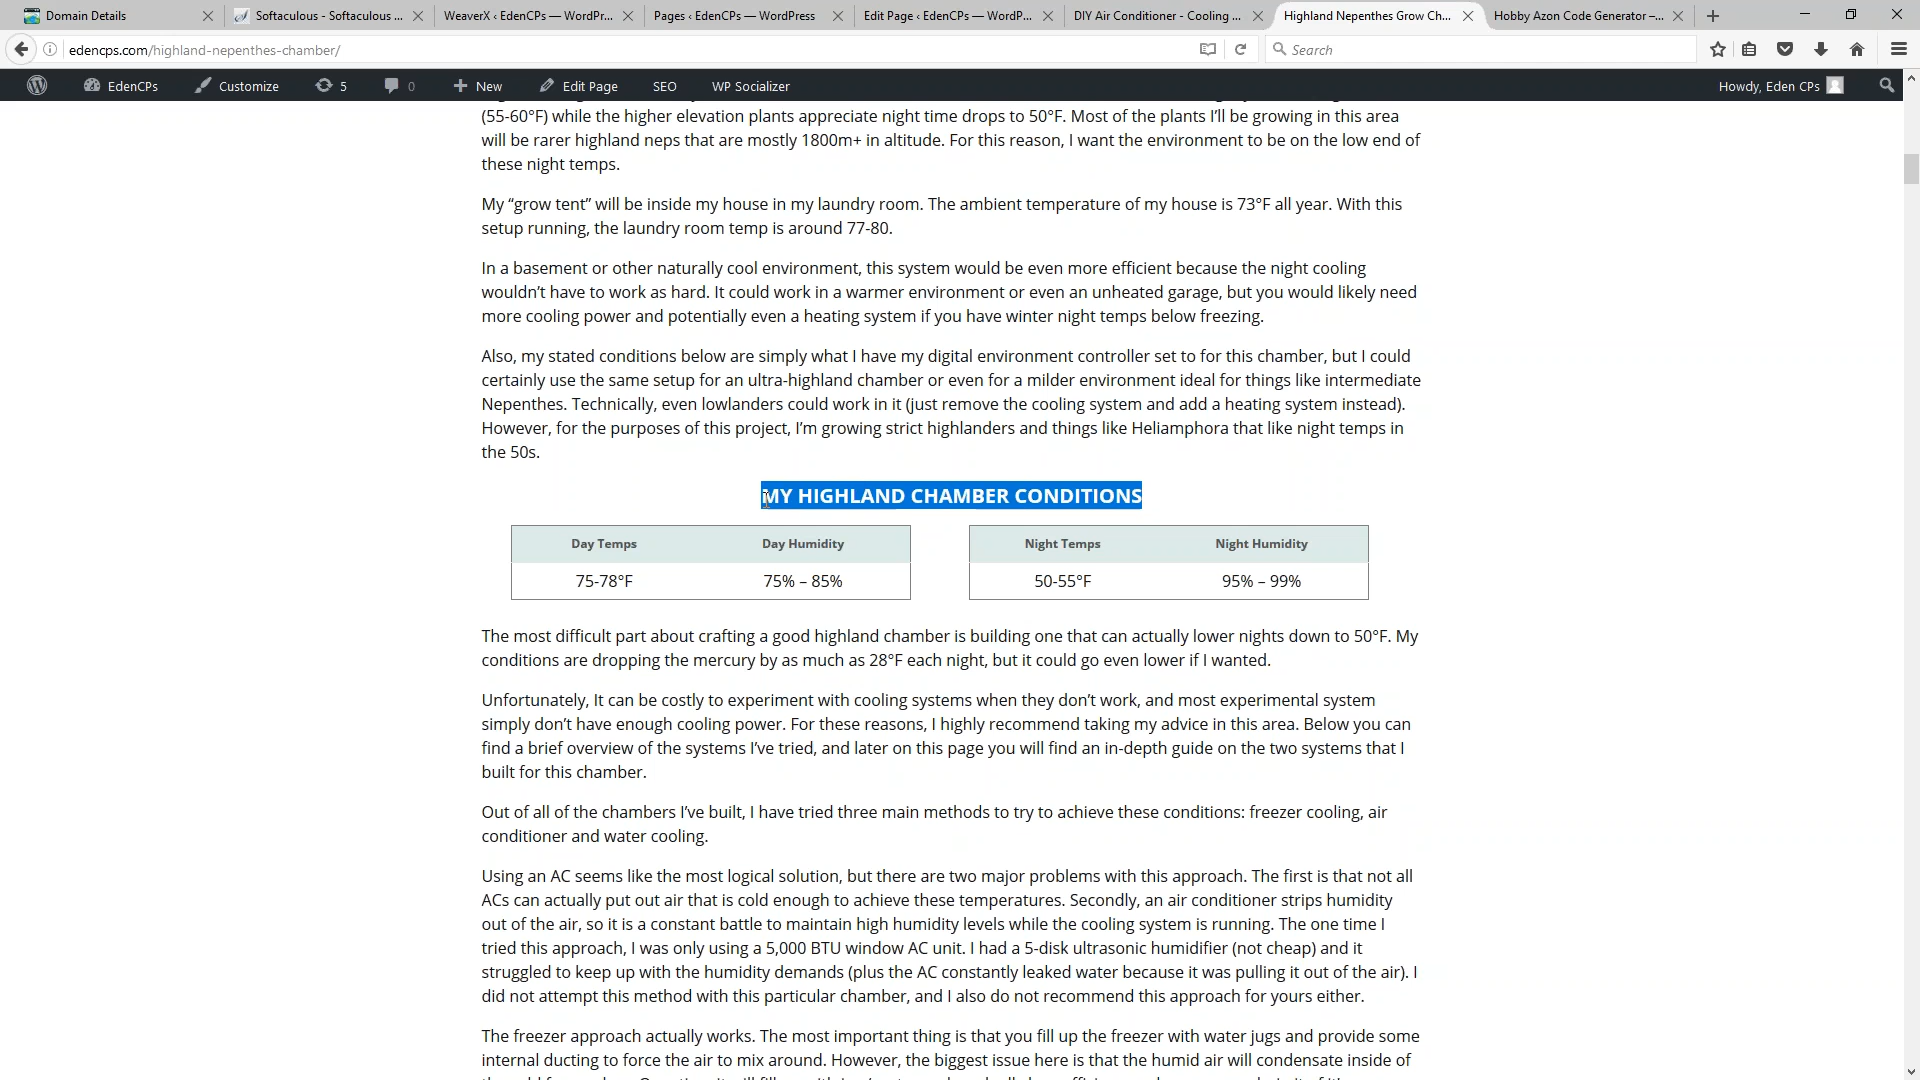 Domain Details
Softaculous - Softaculous ...
WeaverX ‹ EdenCPs — WordPr...
Pages ‹ EdenCPs — WordPress
Edit Page ‹ EdenCPs — WordP...
DIY Air Conditioner - Cooling ...
Highland Nepenthes Grow Ch...
Hobby Azon Code Generator –...
edencps.com/highland-nepenthes-chamber/
Search
EdenCPs
Customize
5
0
New
Edit Page
SEO
WP Socializer
Howdy, Eden CPs
(55-60°F) while the higher elevation plants appreciate night time drops to 50°F. Most of the plants I’ll be growing in this area
will be rarer highland neps that are mostly 1800m+ in altitude. For this reason, I want the environment to be on the low end of
these night temps.
My “grow tent” will be inside my house in my laundry room. The ambient temperature of my house is 73°F all year. With this
setup running, the laundry room temp is around 77-80.
In a basement or other naturally cool environment, this system would be even more efficient because the night cooling
wouldn’t have to work as hard. It could work in a warmer environment or even an unheated garage, but you would likely need
more cooling power and potentially even a heating system if you have winter night temps below freezing.
Also, my stated conditions below are simply what I have my digital environment controller set to for this chamber, but I could
certainly use the same setup for an ultra-highland chamber or even for a milder environment ideal for things like intermediate
Nepenthes. Technically, even lowlanders could work in it (just remove the cooling system and add a heating system instead).
However, for the purposes of this project, I’m growing strict highlanders and things like Heliamphora that like night temps in
the 50s.
MY HIGHLAND CHAMBER CONDITIONS
Day Temps Day Humidity Night Temps Night Humidity
75-78°F 75% – 85% 50-55°F 95% – 99%
The most difficult part about crafting a good highland chamber is building one that can actually lower nights down to 50°F. My
conditions are dropping the mercury by as much as 28°F each night, but it could go even lower if I wanted.
Unfortunately, It can be costly to experiment with cooling systems when they don’t work, and most experimental system
simply don’t have enough cooling power. For these reasons, I highly recommend taking my advice in this area. Below you can
find a brief overview of the systems I’ve tried, and later on this page you will find an in-depth guide on the two systems that I
built for this chamber.
Out of all of the chambers I’ve built, I have tried three main methods to try to achieve these conditions: freezer cooling, air
conditioner and water cooling.
Using an AC seems like the most logical solution, but there are two major problems with this approach. The first is that not all
ACs can actually put out air that is cold enough to achieve these temperatures. Secondly, an air conditioner strips humidity
out of the air, so it is a constant battle to maintain high humidity levels while the cooling system is running. The one time I
tried this approach, I was only using a 5,000 BTU window AC unit. I had a 5-disk ultrasonic humidifier (not cheap) and it
struggled to keep up with the humidity demands (plus the AC constantly leaked water because it was pulling it out of the air). I
did not attempt this method with this particular chamber, and I also do not recommend this approach for yours either.
The freezer approach actually works. The most important thing is that you fill up the freezer with water jugs and provide some
internal ducting to force the air to mix around. However, the biggest issue here is that the humid air will condense inside of